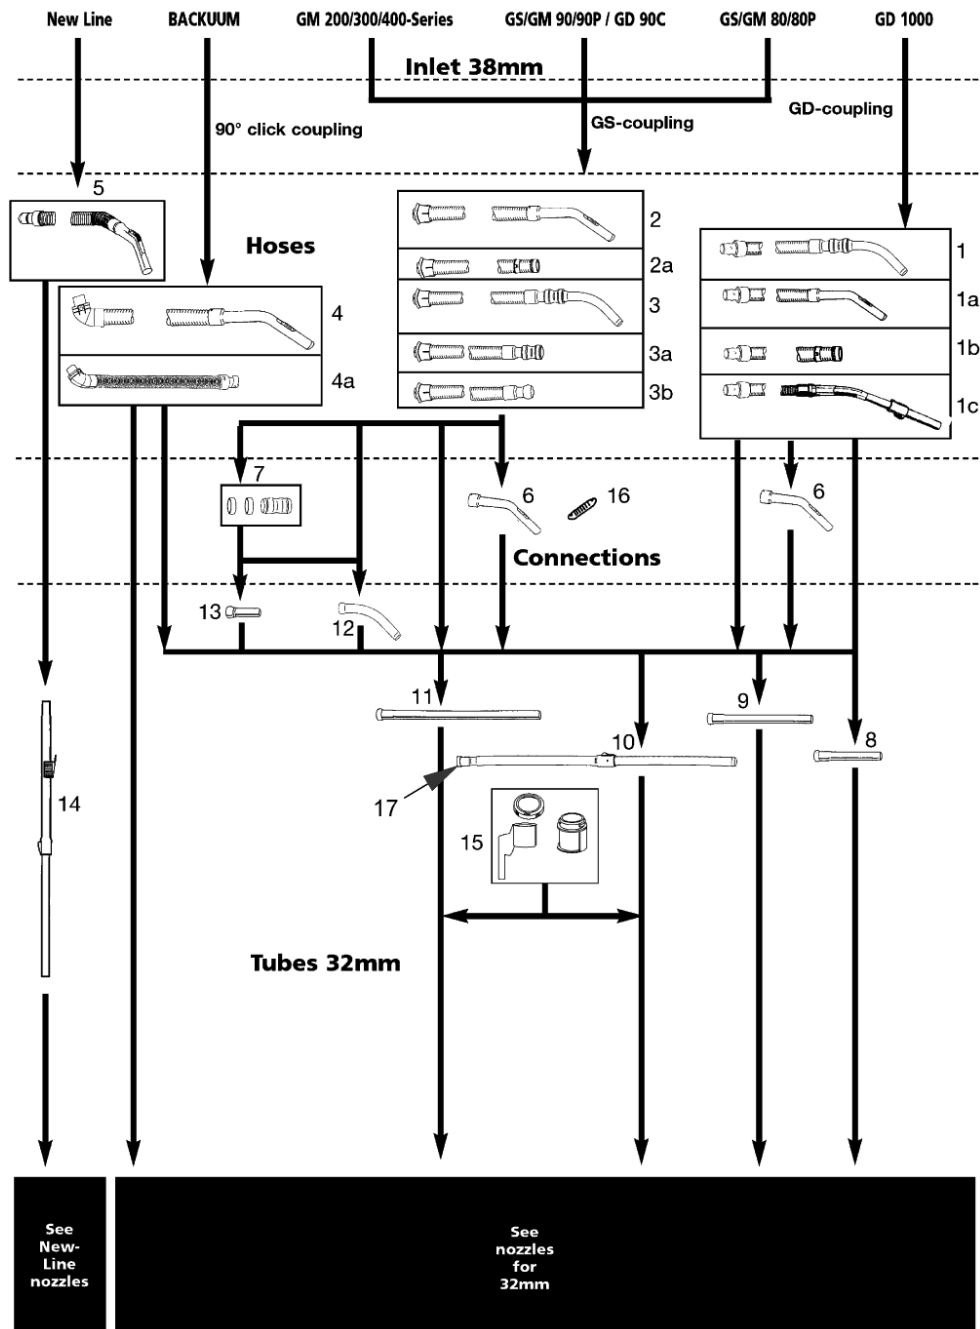 New Line
BACKUUM
GM 200/300/400-Series
GS/GM 90/90P / GD 90C
GS/GM 80/80P
GD 1000
Inlet 38mm
90° click coupling
GS-coupling
GD-coupling
5
Hoses
2
2a
3
3a
3b
1
1a
1b
1c
4
4a
7
6
16
6
Connections
13
12
11
9
10
8
17
14
15
Tubes 32mm
See
New-
Line
nozzles
See
nozzles
for
32mm